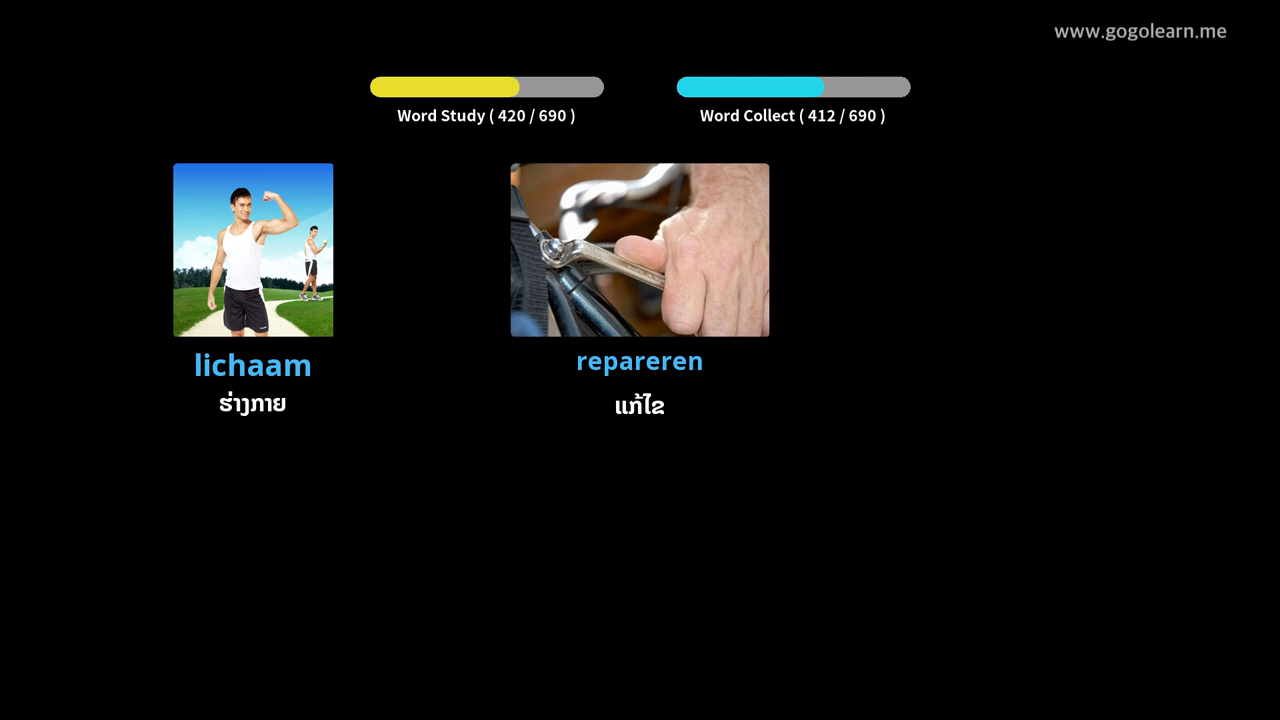 www.gogolearn.me
Word Study ( 420 / 690 )
Word Collect ( 412 / 690 )
lichaam
ຮ່າງກາຍ
repareren
ແກ້ໄຂ